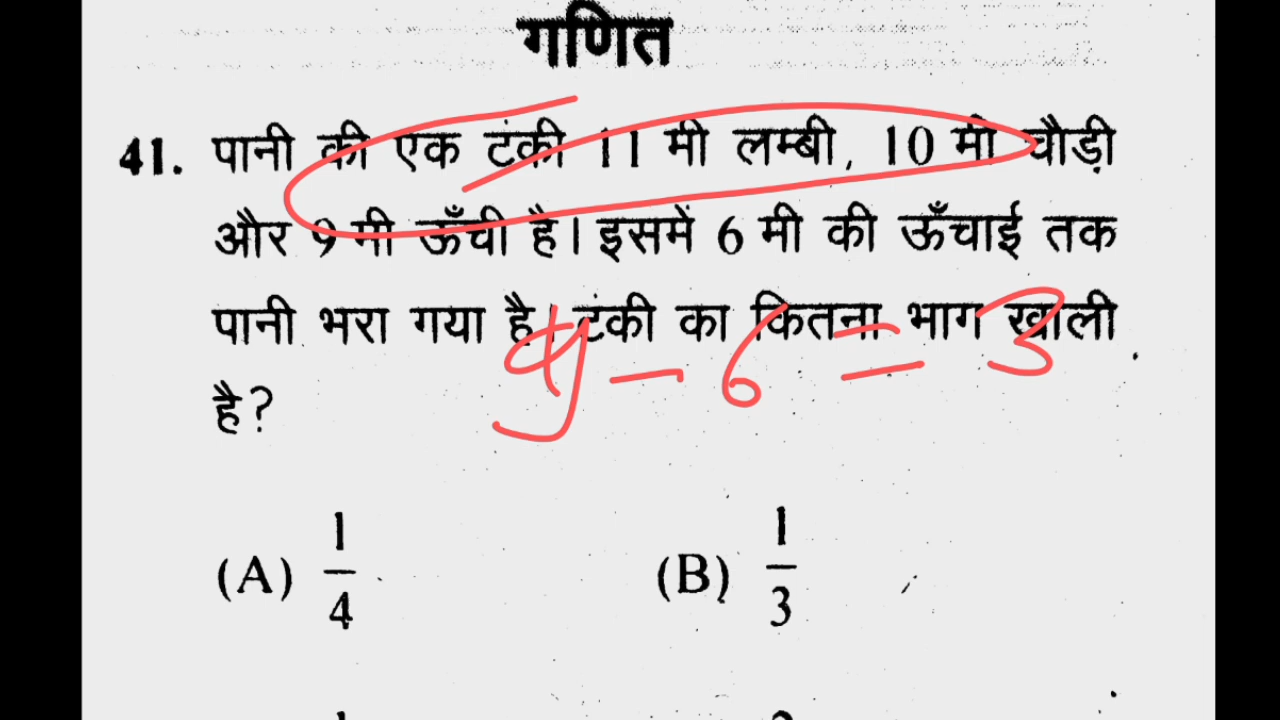 गणित
41. पानी की एक टंकी 11 मी लम्बी, 10 मी चौड़ी
और 9 मी ऊँची है। इसमें 6 मी की ऊँचाई तक
पानी भरा गया है। टंकी का कितना भाग खाली
9 – 6 = 3
है?
(A) 1/4 (B) 1/3